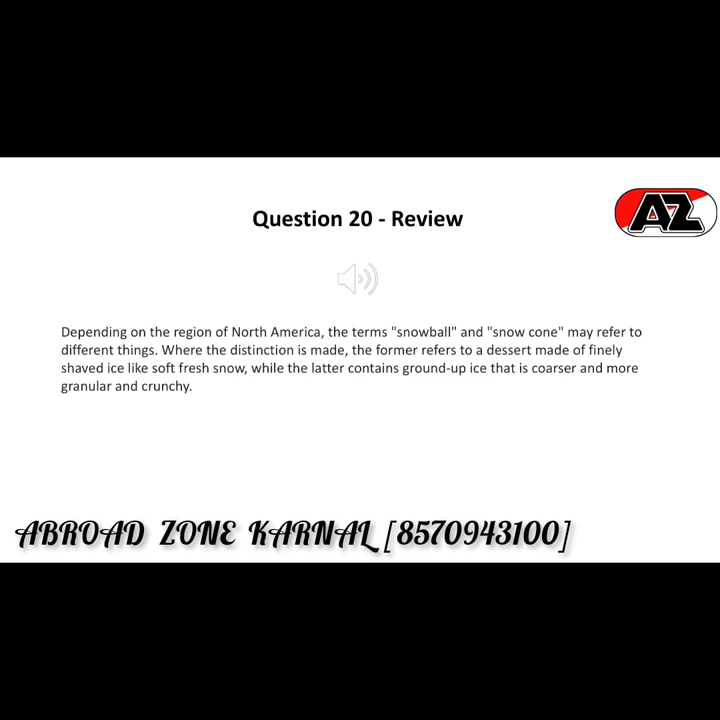 AZ
Question 20 - Review
Depending on the region of North America, the terms "snowball" and "snow cone" may refer to
different things. Where the distinction is made, the former refers to a dessert made of finely
shaved ice like soft fresh snow, while the latter contains ground-up ice that is coarser and more
granular and crunchy.
ABROAD ZONE KARNAL [8570943100]